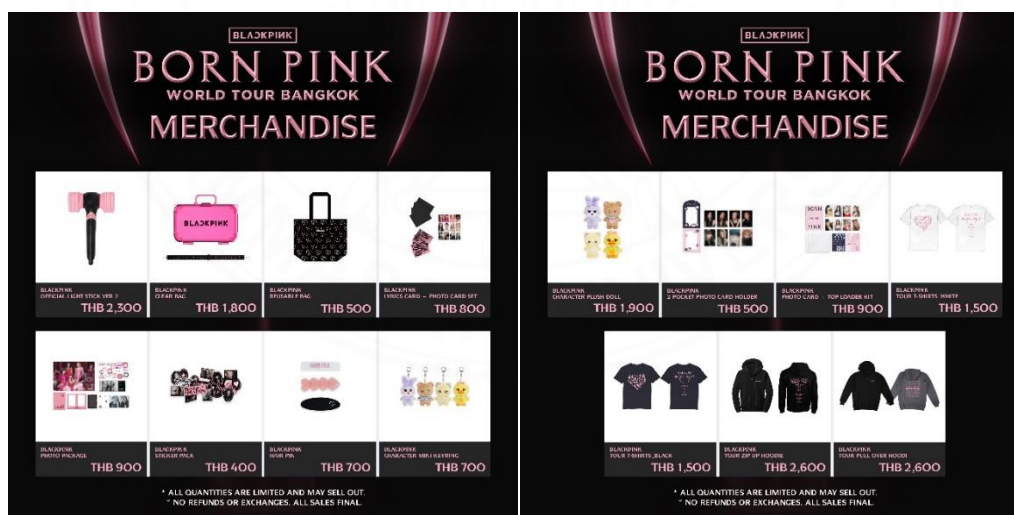 BLACKPINK
BORN PINK
WORLD TOUR BANGKOK
MERCHANDISE
BLACKPINK
BLACKPINK
OFFICIAL LIGHT STICK VER. 2
THB 2,300
BLACKPINK
CLEAR BAG
THB 1,800
BLACKPINK
REUSABLE BAG
THB 500
BLACKPINK
LYRICS CARD + PHOTO CARD SET
THB 800
BLACKPINK
PHOTO PACKAGE
THB 900
BLACKPINK
STICKER PACK
THB 400
BLACKPINK
HAIR PIN
THB 700
BLACKPINK
CHARACTER MINI KEYRING
THB 700
* ALL QUANTITIES ARE LIMITED AND MAY SELL OUT.
* NO REFUNDS OR EXCHANGES. ALL SALES FINAL.
BLACKPINK
BORN PINK
WORLD TOUR BANGKOK
MERCHANDISE
BORN
PINK
BLACKPINK
CHARACTER PLUSH DOLL
THB 1,900
BLACKPINK
2 POCKET PHOTO CARD HOLDER
THB 500
BLACKPINK
PHOTO CARD + TOP LOADER KIT
THB 900
BLACKPINK
TOUR T-SHIRTS_WHITE
THB 1,500
BLACKPINK
TOUR T-SHIRTS_BLACK
THB 1,500
BLACKPINK
TOUR ZIP UP HOODIE
THB 2,600
BLACKPINK
TOUR PULL OVER HOODI
THB 2,600
* ALL QUANTITIES ARE LIMITED AND MAY SELL OUT.
* NO REFUNDS OR EXCHANGES. ALL SALES FINAL.